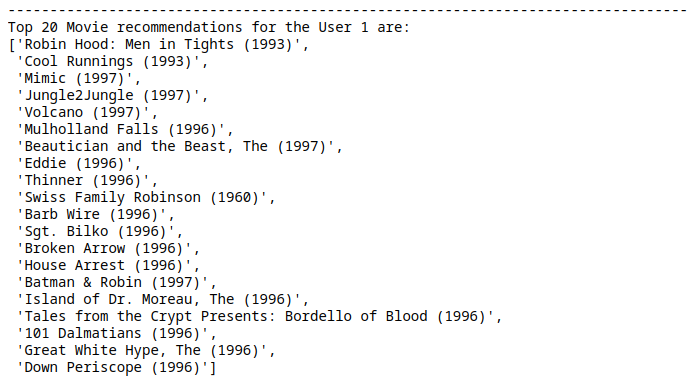 --------------------------------------------------------------------------------
Top 20 Movie recommendations for the User 1 are:
['Robin Hood: Men in Tights (1993)',
 'Cool Runnings (1993)',
 'Mimic (1997)',
 'Jungle2Jungle (1997)',
 'Volcano (1997)',
 'Mulholland Falls (1996)',
 'Beautician and the Beast, The (1997)',
 'Eddie (1996)',
 'Thinner (1996)',
 'Swiss Family Robinson (1960)',
 'Barb Wire (1996)',
 'Sgt. Bilko (1996)',
 'Broken Arrow (1996)',
 'House Arrest (1996)',
 'Batman & Robin (1997)',
 'Island of Dr. Moreau, The (1996)',
 'Tales from the Crypt Presents: Bordello of Blood (1996)',
 '101 Dalmatians (1996)',
 'Great White Hype, The (1996)',
 'Down Periscope (1996)']